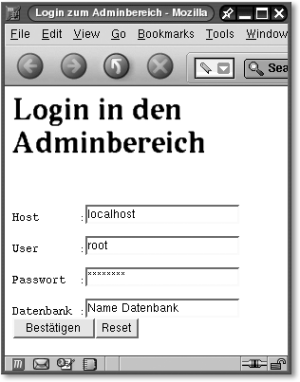 Login zum Adminbereich - Mozilla
File Edit View Go Bookmarks Tools Window
Sea
Login in den
Adminbereich
Host :localhost
User :root
Passwort :********
Datenbank :Name Datenbank
Bestätigen Reset